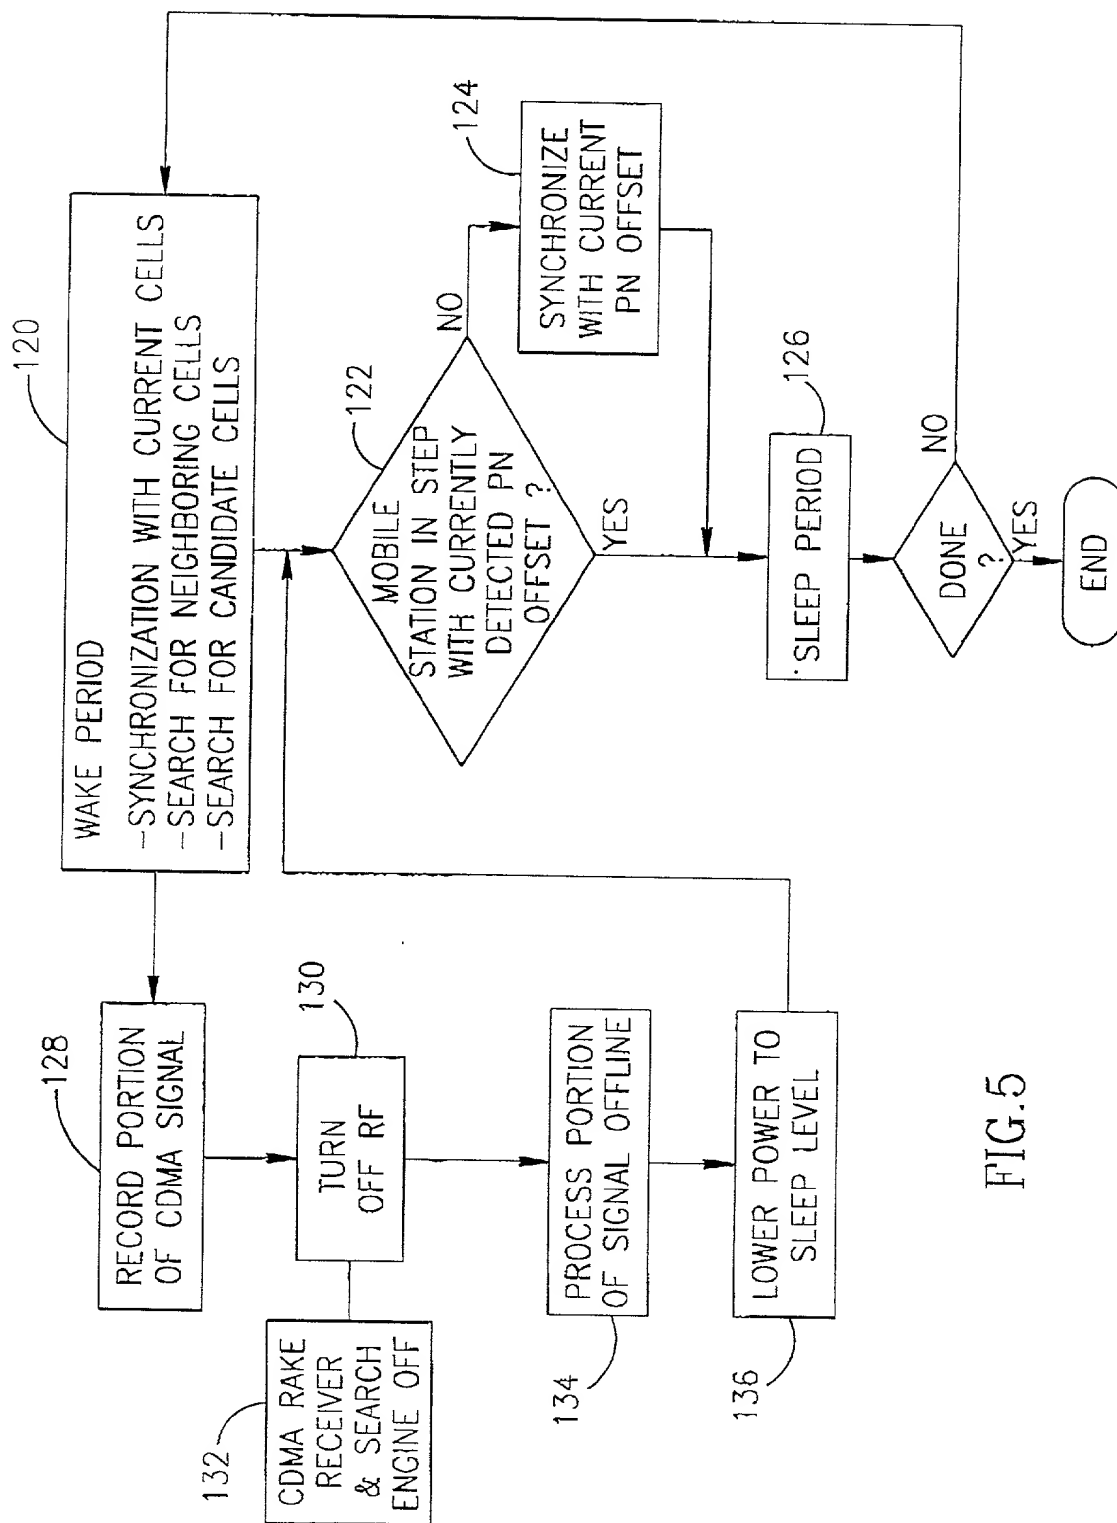 120
WAKE PERIOD
-SYNCHRONIZATION WITH CURRENT CELLS
-SEARCH FOR NEIGHBORING CELLS
-SEARCH FOR CANDIDATE CELLS
128
RECORD PORTION
OF CDMA SIGNAL
130
TURN
OFF RF
132
CDMA RAKE
RECEIVER
& SEARCH
ENGINE OFF
134
PROCESS PORTION
OF SIGNAL OFFLINE
136
LOWER POWER TO
SLEEP LEVEL
122
MOBILE
STATION IN STEP
WITH CURRENTLY
DETECTED PN
OFFSET ?
NO
YES
124
SYNCHRONIZE
WITH CURRENT
PN OFFSET
126
SLEEP PERIOD
DONE
?
NO
YES
END
FIG.5